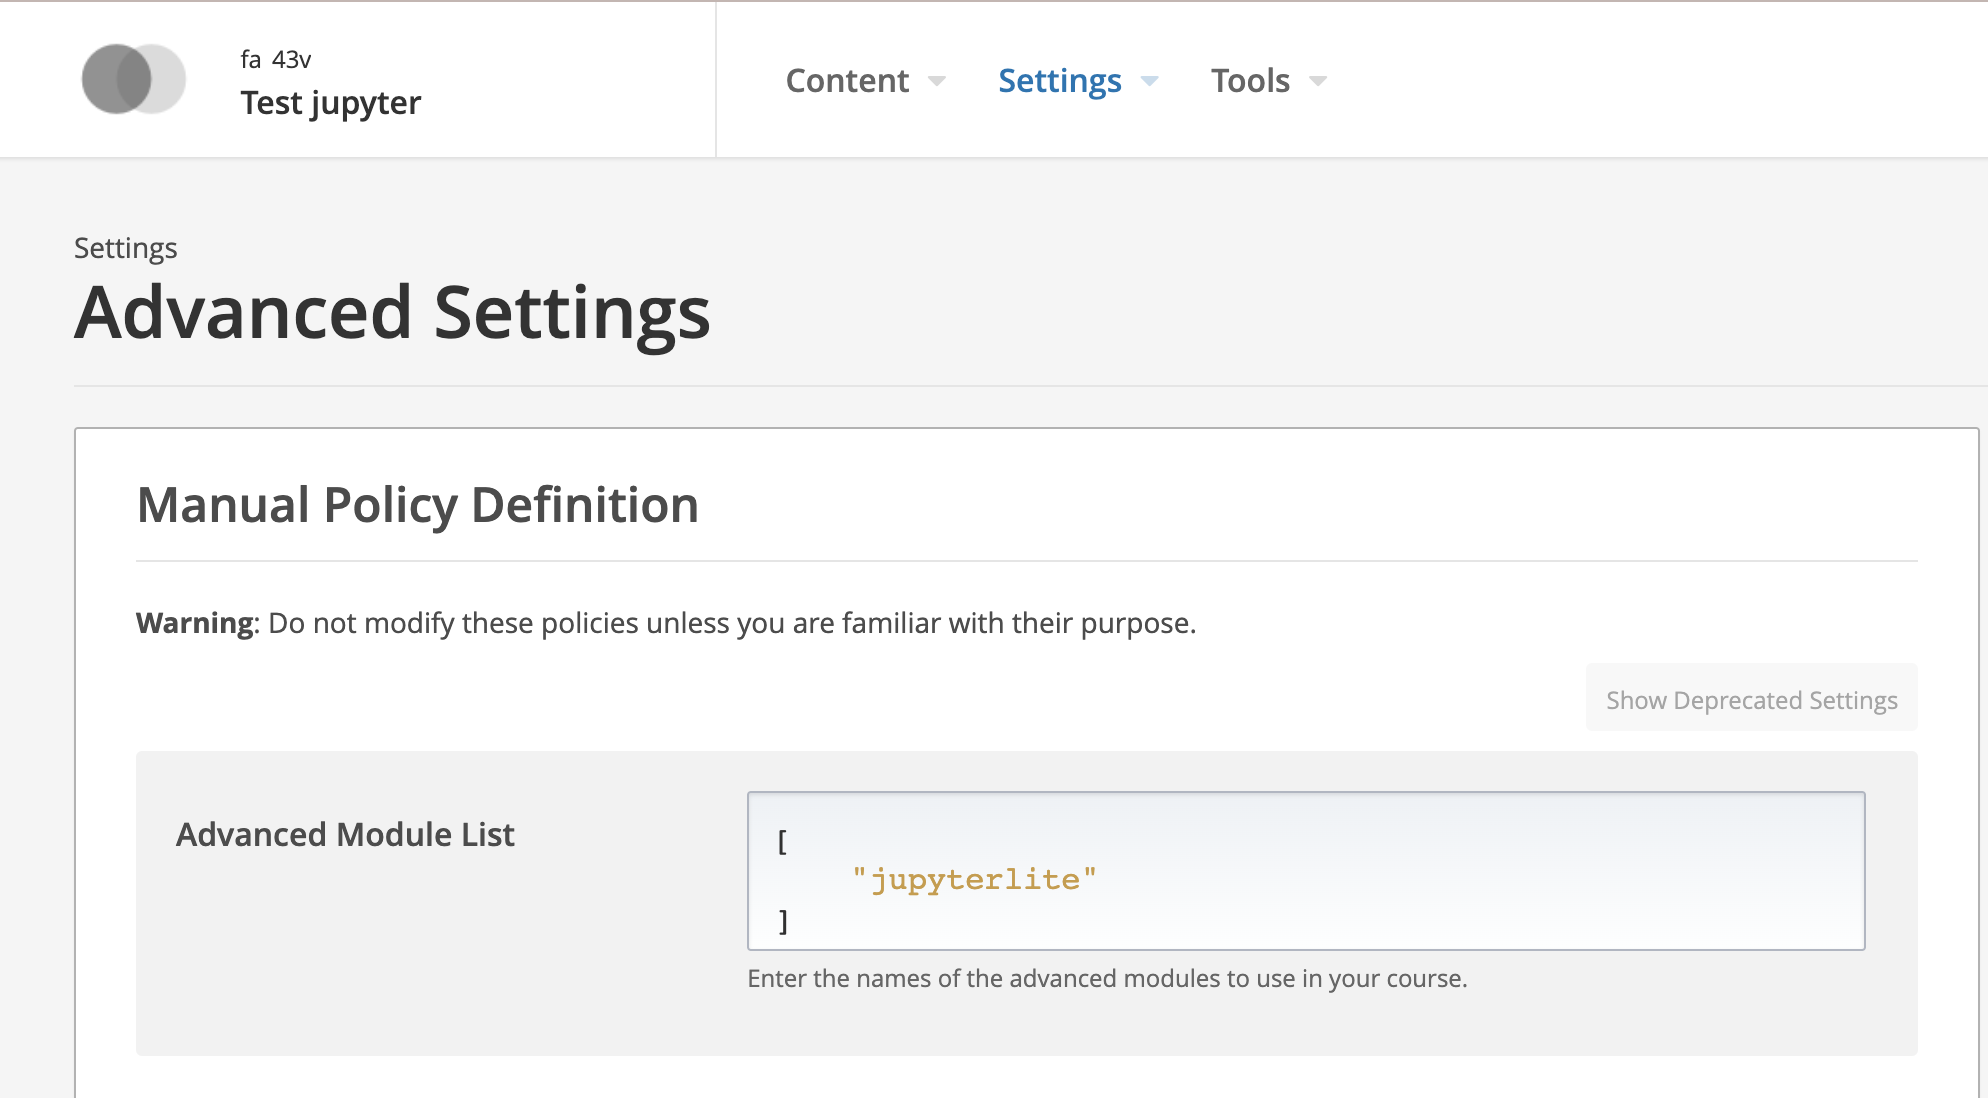 fa 43v
Test jupyter
Content
Settings
Tools
Settings
Advanced Settings
Manual Policy Definition
Warning: Do not modify these policies unless you are familiar with their purpose.
Show Deprecated Settings
Advanced Module List
[
"jupyterlite"
]
Enter the names of the advanced modules to use in your course.